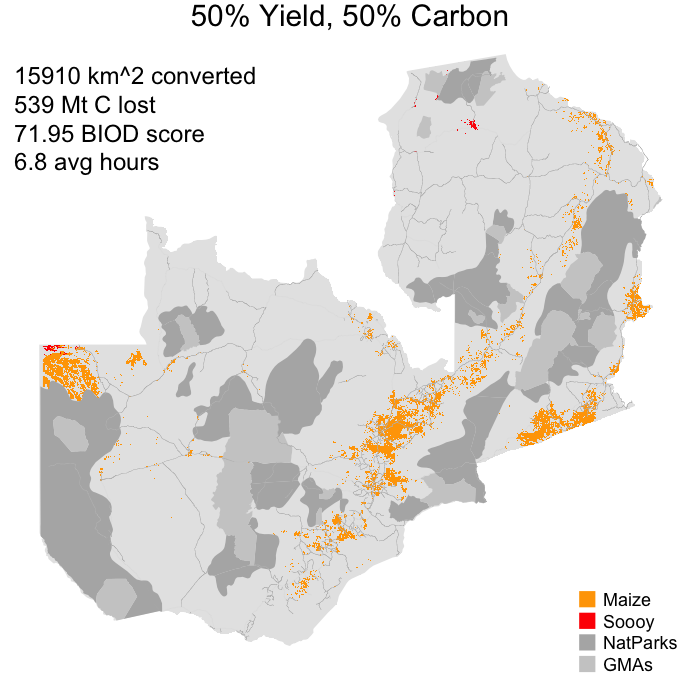 50% Yield, 50% Carbon
15910 km^2 converted
539 Mt C lost
71.95 BIOD score
6.8 avg hours
Maize
Soooy
NatParks
GMAs